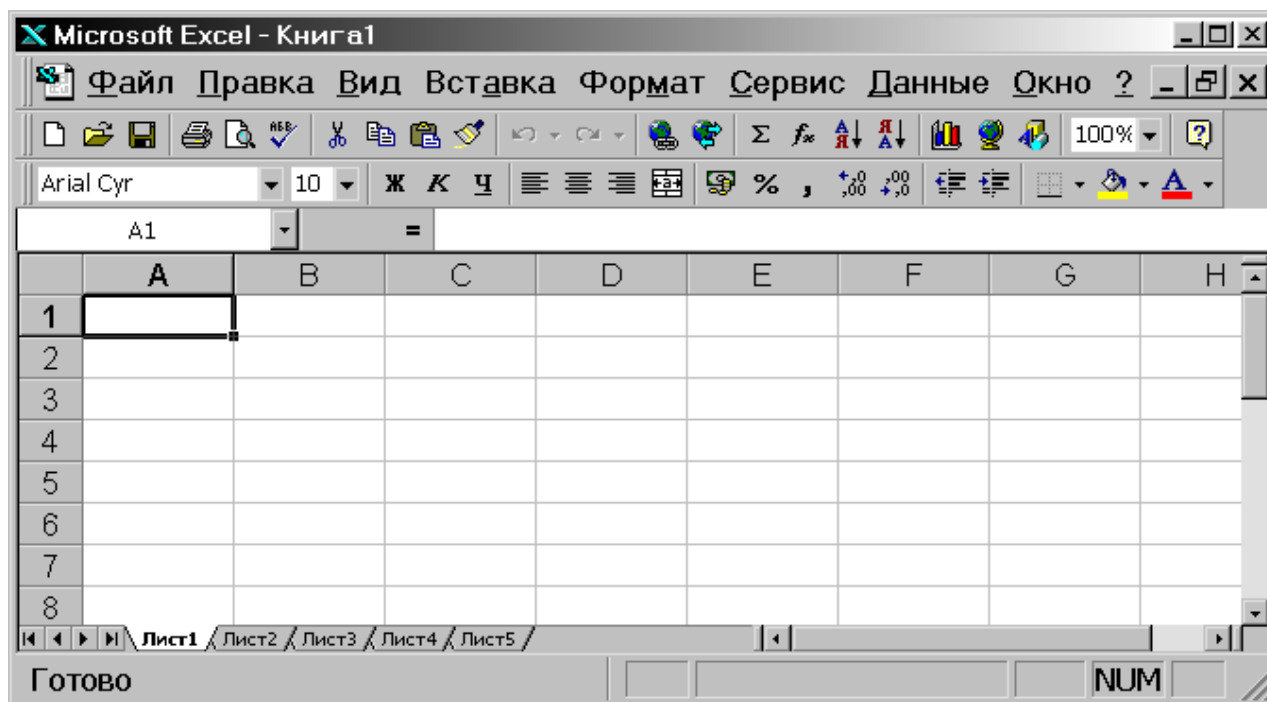 Microsoft Excel - Книга1
Файл Правка Вид Вставка Формат Сервис Данные Окно ?
100%
Arial Cyr 10 Ж К Ч % ,
A1 =
A B C D E F G H
1
2
3
4
5
6
7
8
Лист1 Лист2 Лист3 Лист4 Лист5
Готово NUM